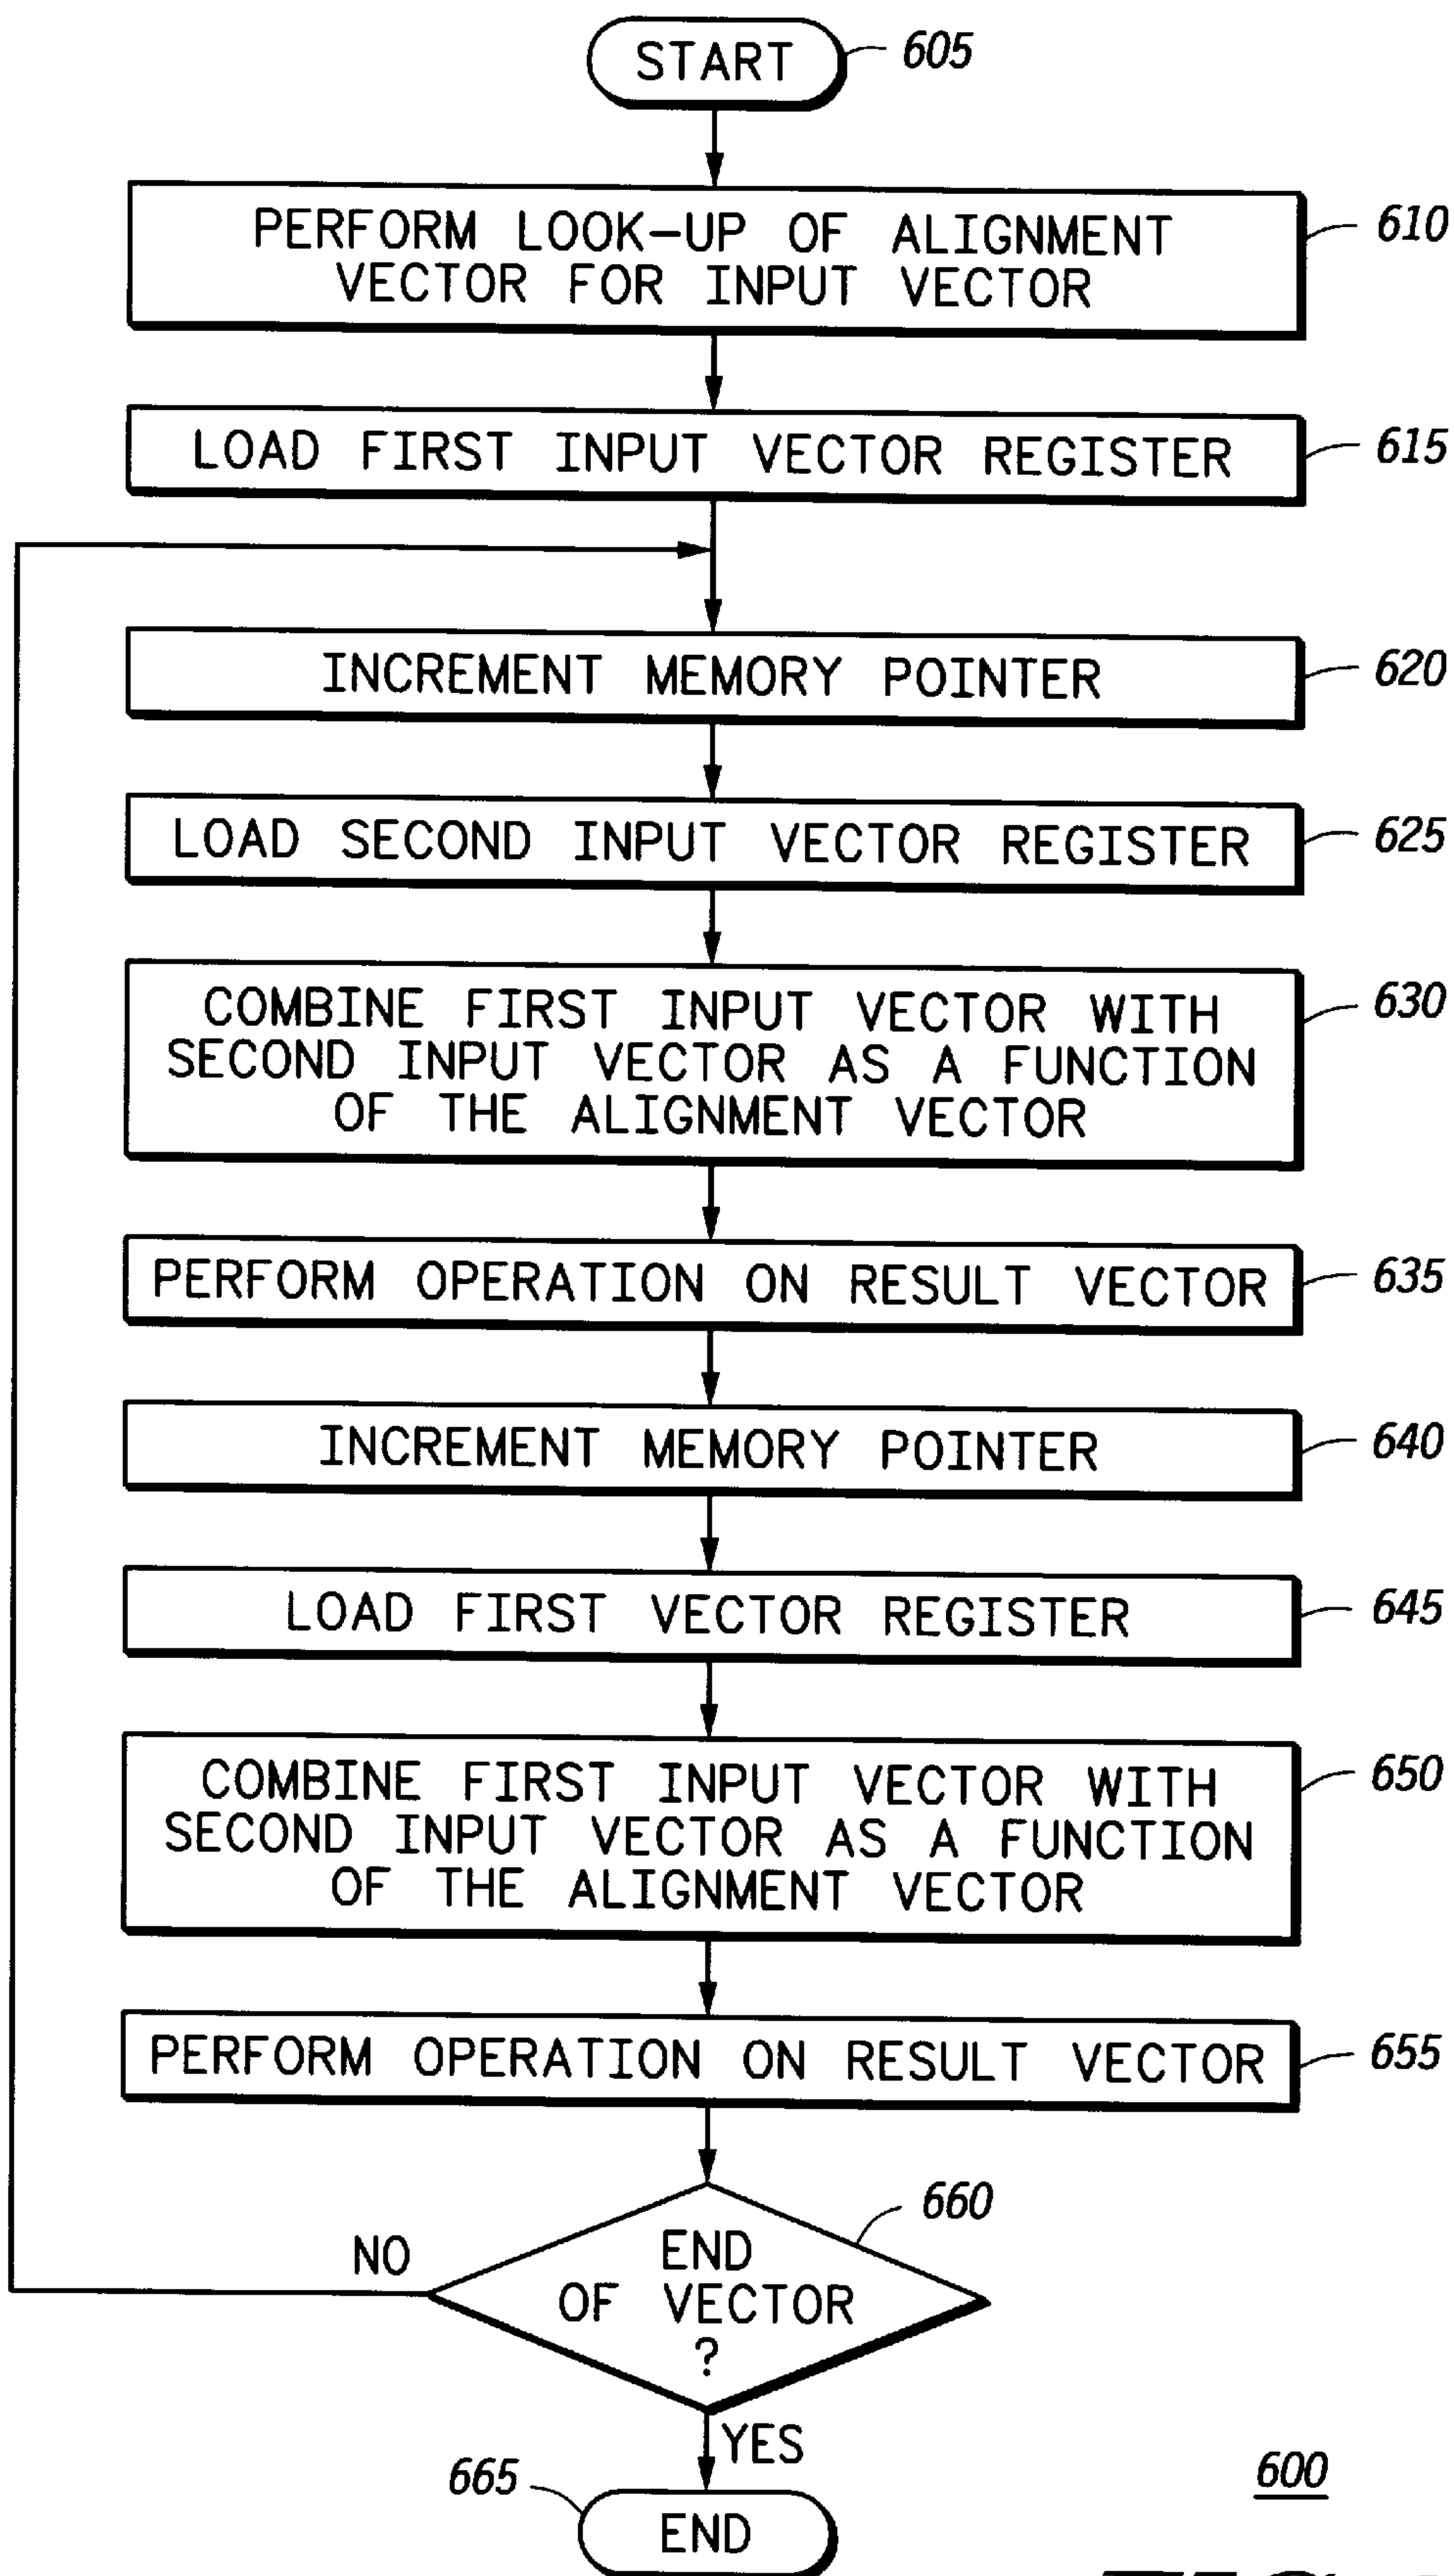 START
605
PERFORM LOOK-UP OF ALIGNMENT
VECTOR FOR INPUT VECTOR
610
LOAD FIRST INPUT VECTOR REGISTER
615
INCREMENT MEMORY POINTER
620
LOAD SECOND INPUT VECTOR REGISTER
625
COMBINE FIRST INPUT VECTOR WITH
SECOND INPUT VECTOR AS A FUNCTION
OF THE ALIGNMENT VECTOR
630
PERFORM OPERATION ON RESULT VECTOR
635
INCREMENT MEMORY POINTER
640
LOAD FIRST VECTOR REGISTER
645
COMBINE FIRST INPUT VECTOR WITH
SECOND INPUT VECTOR AS A FUNCTION
OF THE ALIGNMENT VECTOR
650
PERFORM OPERATION ON RESULT VECTOR
655
660
NO
END
OF VECTOR
?
YES
665
END
600